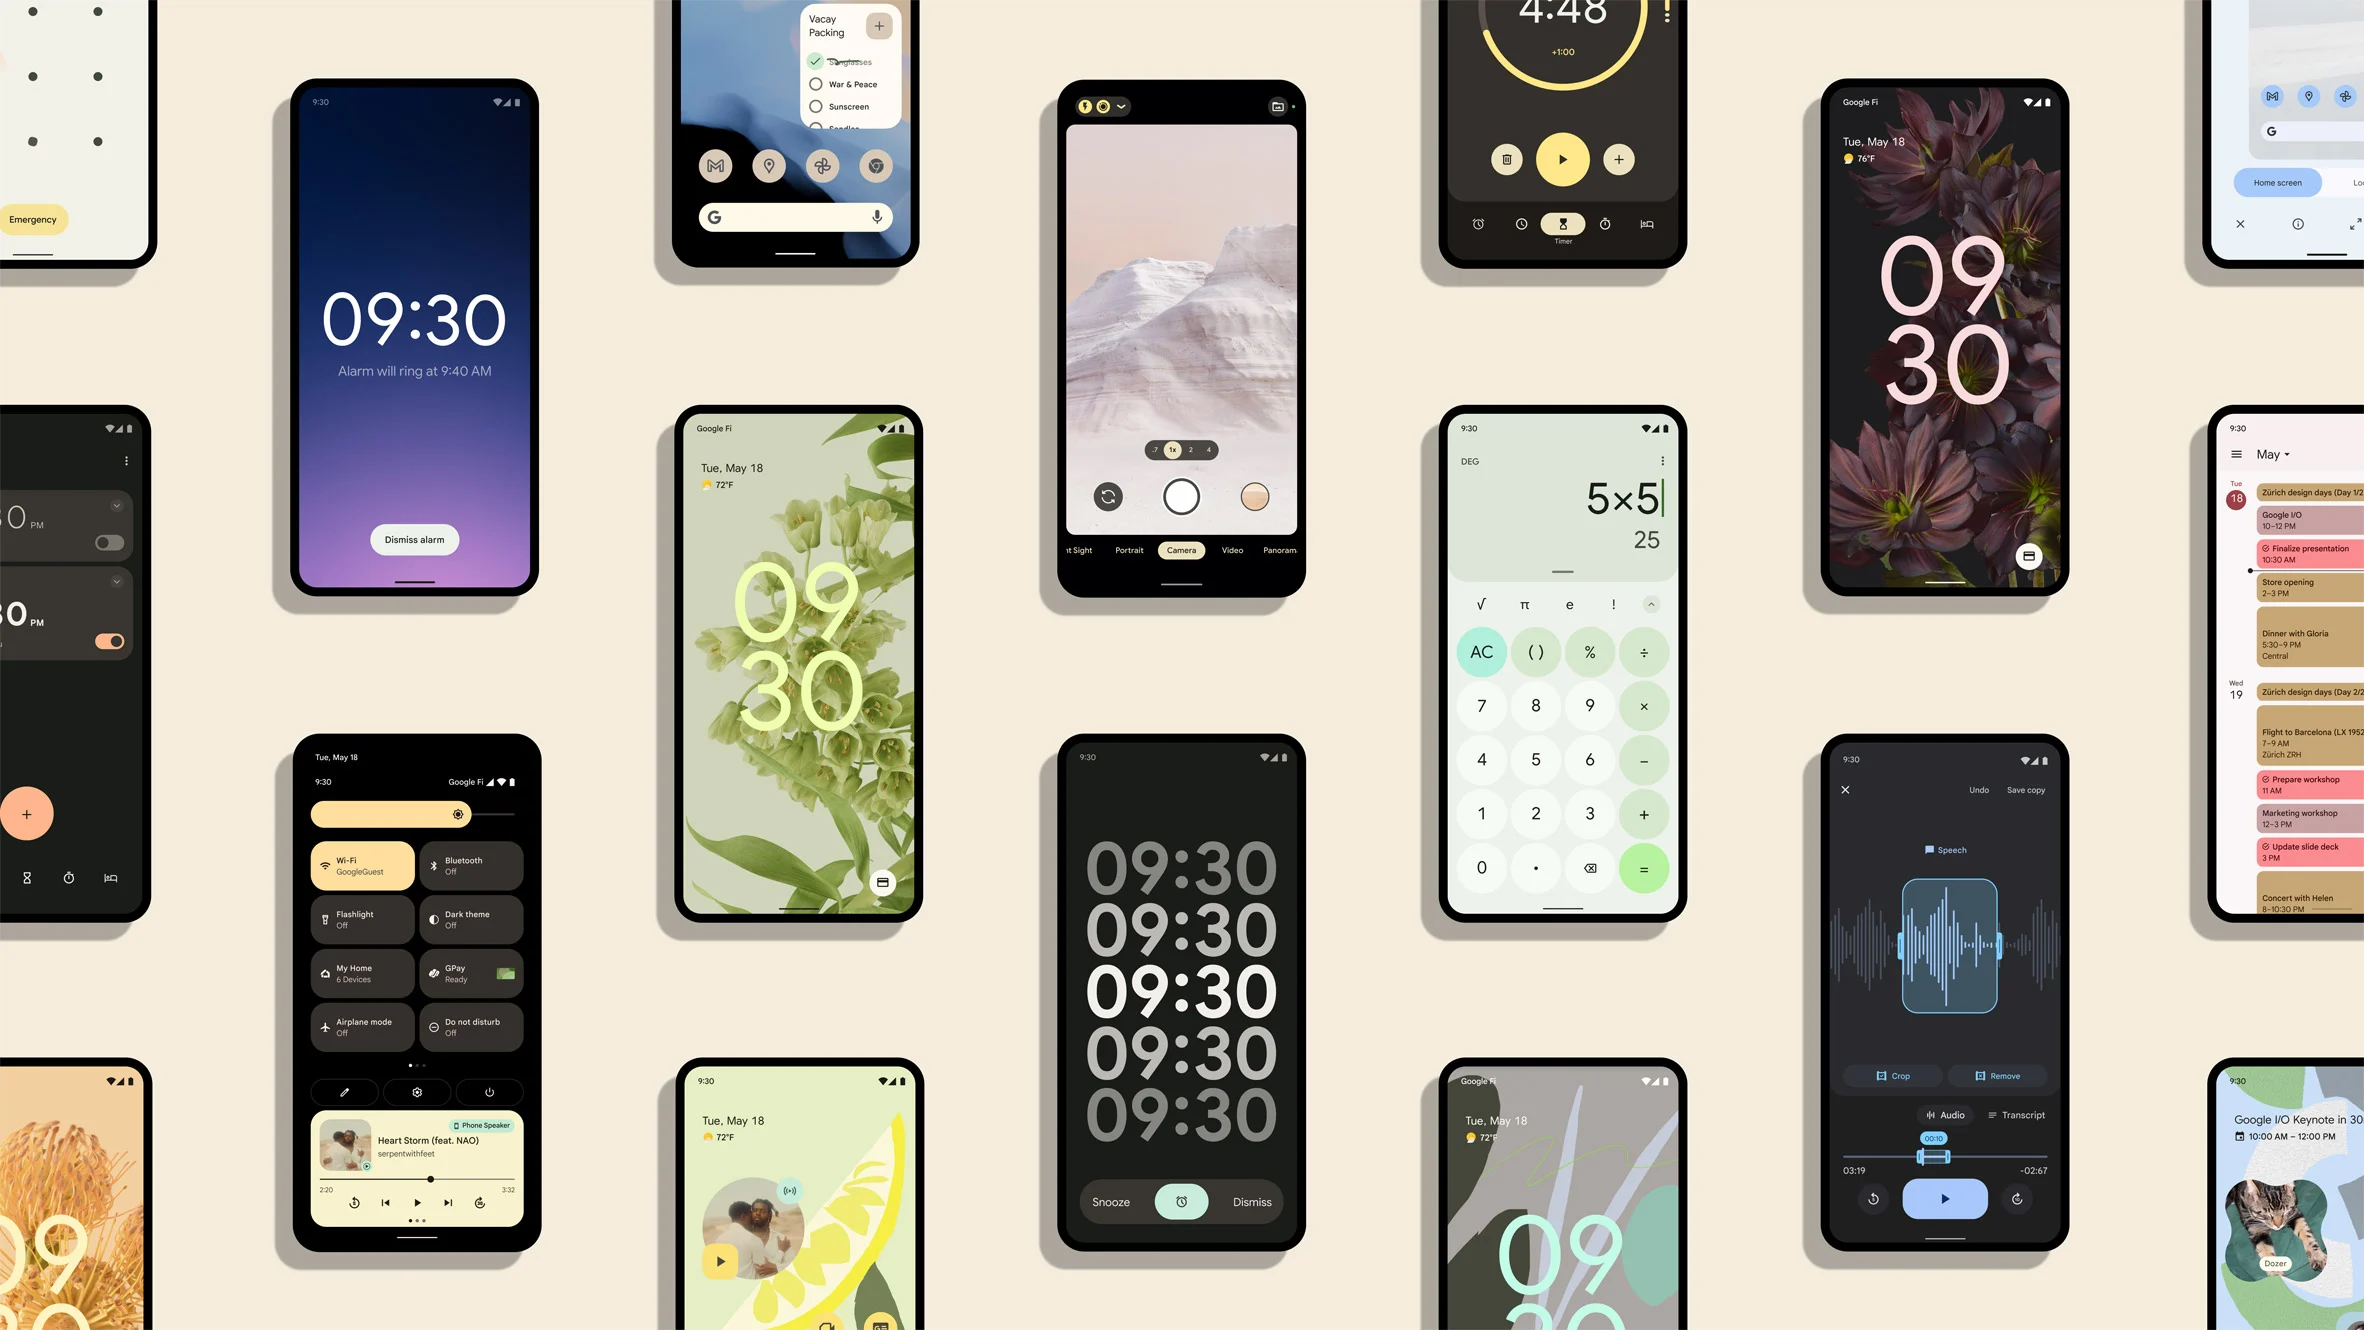 Emergency
PM
PM
9:30
09:30
Alarm will ring at 9:40 AM
Dismiss alarm
Tue, May 18
9:30
Google Fi
Wi-Fi
GoogleGuest
Bluetooth
Off
Flashlight
Off
Dark theme
Off
My Home
6 Devices
GPay
Ready
Airplane mode
Off
Do not disturb
Off
Phone Speaker
Heart Storm (feat. NAO)
serpentwithfeet
2:20
3:32
Vacay
Packing
Sunglasses
War & Peace
Sunscreen
G
Google Fi
Tue, May 18
72°F
09
30
9:30
Tue, May 18
72°F
.7 1x 2 4
nt Sight Portrait Camera Video Panoram
9:30
09:30
09:30
09:30
09:30
09:30
Snooze
Dismiss
4:48
+1:00
Timer
9:30
DEG
5×5
25
√ π e !
AC ( ) % ÷
7 8 9 ×
4 5 6 −
1 2 3 +
0 . =
Google Fi
Tue, May 18
72°F
09
30
Google Fi
Tue, May 18
76°F
09
30
9:30
Undo
Save copy
Speech
Crop
Remove
Audio
Transcript
00:10
03:19
-02:67
G
Home screen
Lo
9:30
May
Tue
18
Zürich design days (Day 1/2
Google I/O
10–12 PM
Finalize presentation
10:30 AM
Store opening
2–3 PM
Dinner with Gloria
5:30–9 PM
Central
Wed
19
Zürich design days (Day 2/2
Flight to Barcelona (LX 1952
7–9 AM
Zürich ZRH
Prepare workshop
11 AM
Marketing workshop
12–3 PM
Update slide deck
3 PM
Concert with Helen
8–10:30 PM
9:30
Google I/O Keynote in 30
10:00 AM – 12:00 PM
Dozer